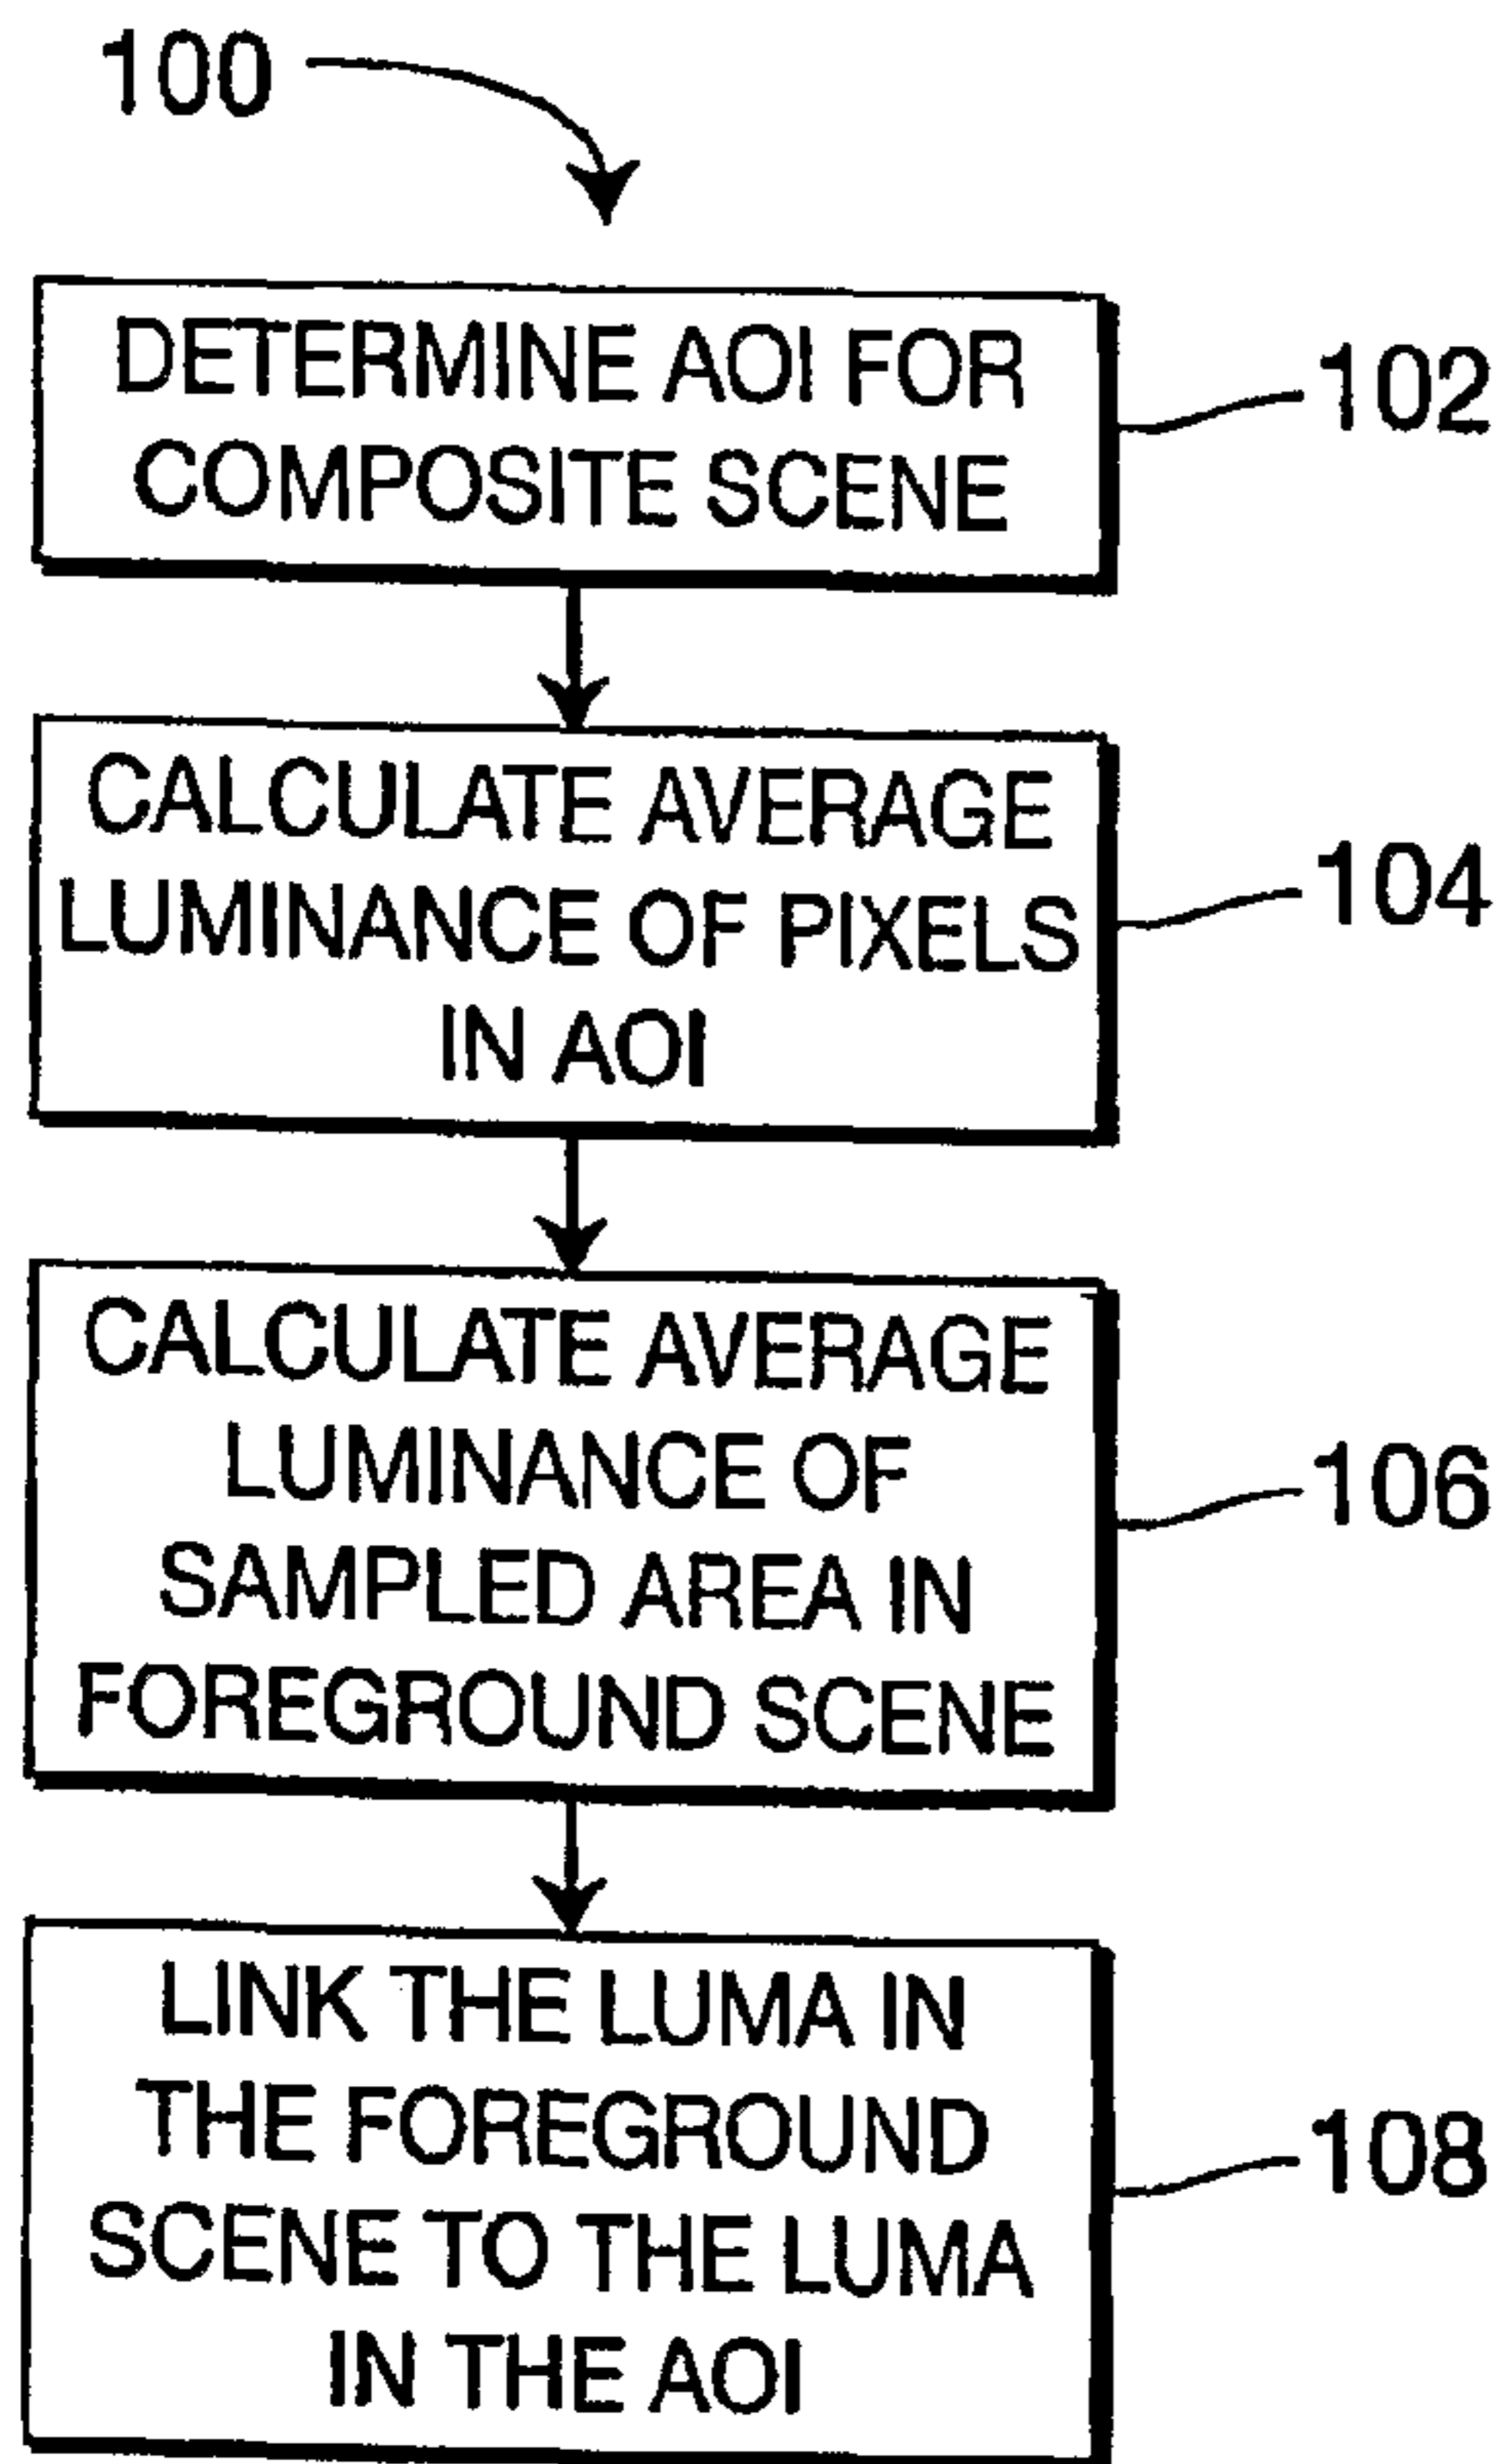 100
DETERMINE AOI FOR
COMPOSITE SCENE
102
CALCULATE AVERAGE
LUMINANCE OF PIXELS
IN AOI
104
CALCULATE AVERAGE
LUMINANCE OF
SAMPLED AREA IN
FOREGROUND SCENE
106
LINK THE LUMA IN
THE FOREGROUND
SCENE TO THE LUMA
IN THE AOI
108